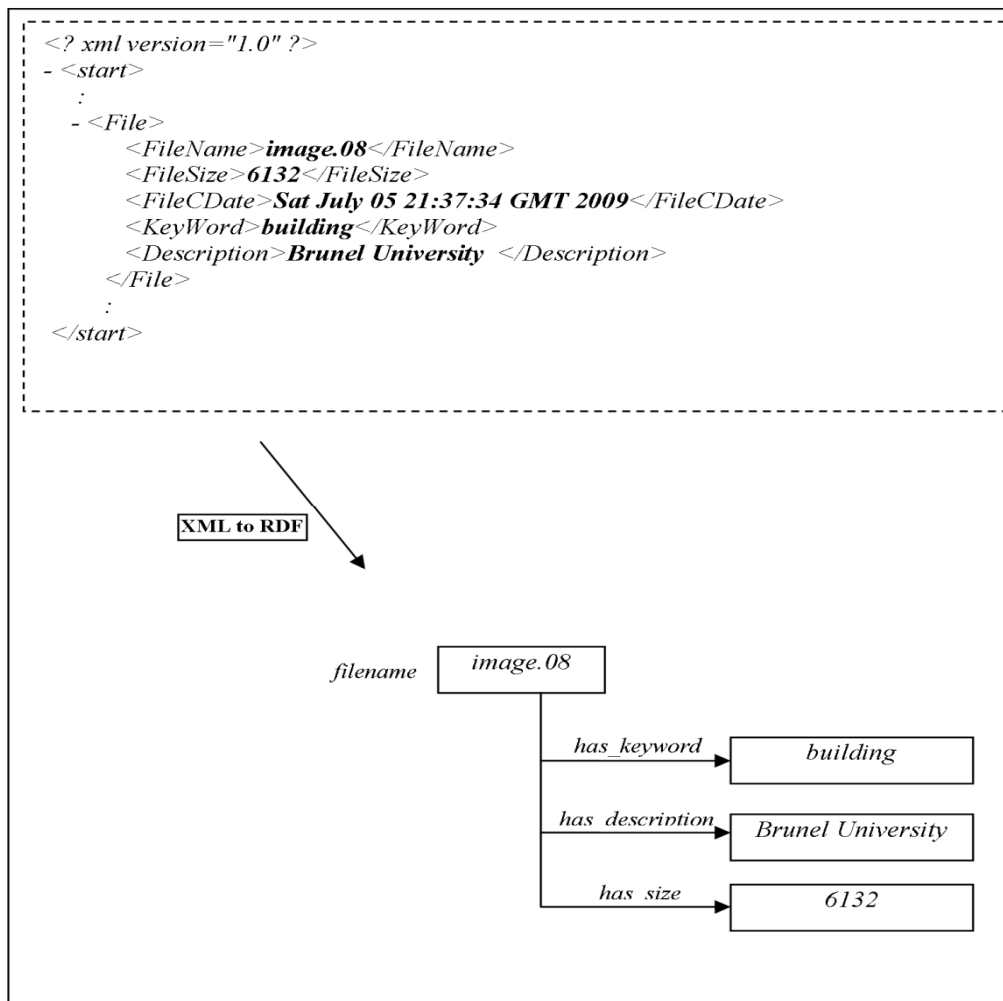 <? xml version="1.0" ?>
- <start>
:
- <File>
<FileName>image.08</FileName>
<FileSize>6132</FileSize>
<FileCDate>Sat July 05 21:37:34 GMT 2009</FileCDate>
<KeyWord>building</KeyWord>
<Description>Brunel University </Description>
</File>
:
</start>
XML to RDF
filename image.08
has_keyword building
has_description Brunel University
has_size 6132